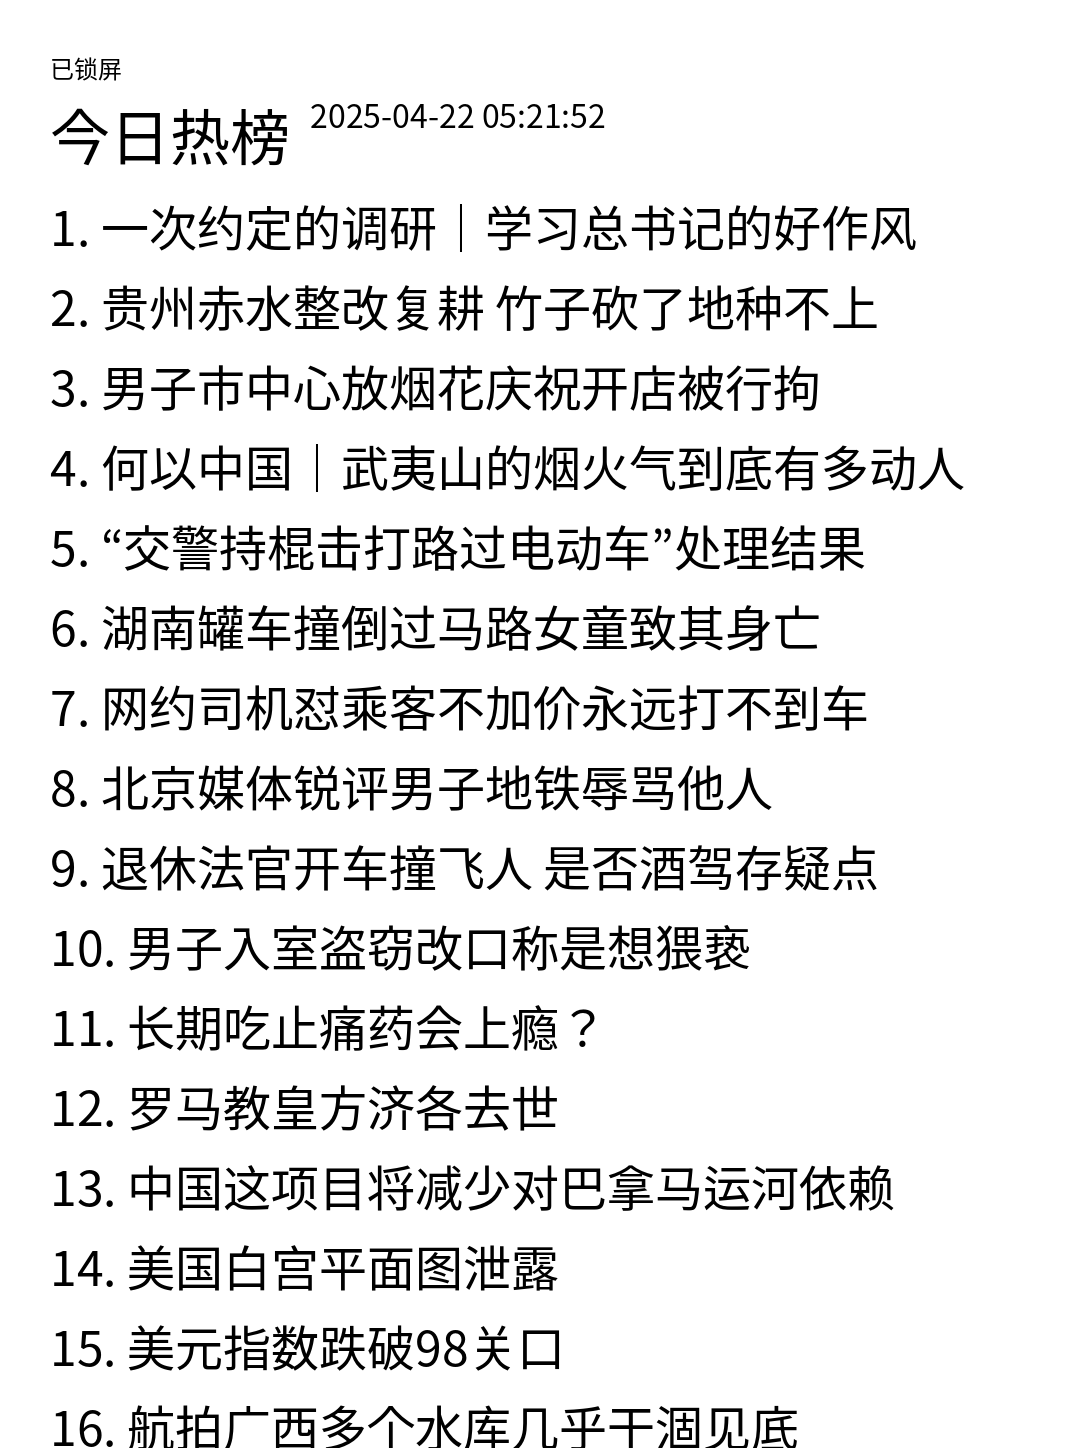 已锁屏
今日热榜 2025-04-22 05:21:52
1. 一次约定的调研｜学习总书记的好作风
2. 贵州赤水整改复耕 竹子砍了地种不上
3. 男子市中心放烟花庆祝开店被行拘
4. 何以中国｜武夷山的烟火气到底有多动人
5. “交警持棍击打路过电动车”处理结果
6. 湖南罐车撞倒过马路女童致其身亡
7. 网约司机怼乘客不加价永远打不到车
8. 北京媒体锐评男子地铁辱骂他人
9. 退休法官开车撞飞人 是否酒驾存疑点
10. 男子入室盗窃改口称是想猥亵
11. 长期吃止痛药会上瘾？
12. 罗马教皇方济各去世
13. 中国这项目将减少对巴拿马运河依赖
14. 美国白宫平面图泄露
15. 美元指数跌破98关口
16. 航拍广西多个水库几乎干涸见底